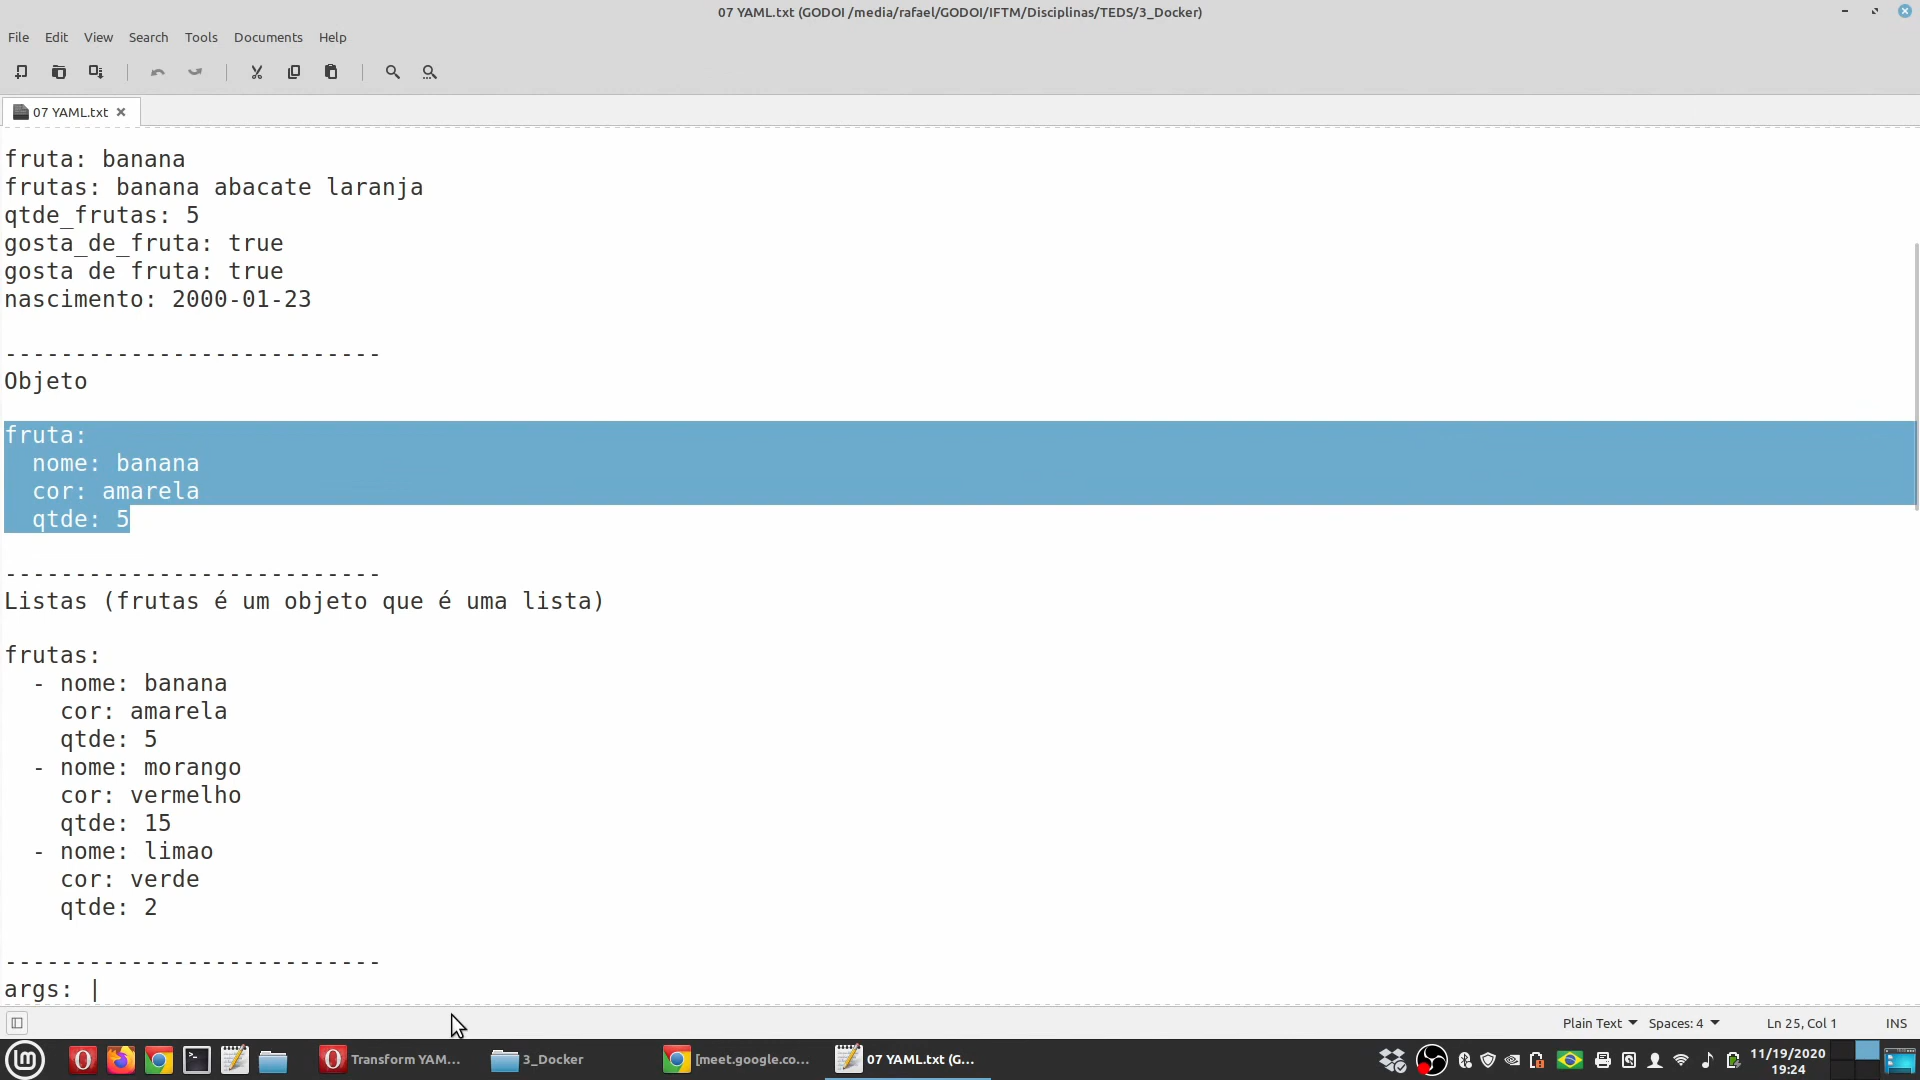 07 YAML.txt (GODOI /media/rafael/GODOI/IFTM/Disciplinas/TEDS/3_Docker)
File Edit View Search Tools Documents Help
07 YAML.txt
fruta: banana
frutas: banana abacate laranja
qtde_frutas: 5
gosta_de_fruta: true
gosta de fruta: true
nascimento: 2000-01-23
---------------------------
Objeto
fruta:
  nome: banana
  cor: amarela
  qtde: 5
---------------------------
Listas (frutas é um objeto que é uma lista)
frutas:
  - nome: banana
    cor: amarela
    qtde: 5
  - nome: morango
    cor: vermelho
    qtde: 15
  - nome: limao
    cor: verde
    qtde: 2
---------------------------
args: |
Plain Text Spaces: 4 Ln 25, Col 1 INS
Transform YAM... 3_Docker [meet.google.co... 07 YAML.txt (G... 11/19/2020
19:24